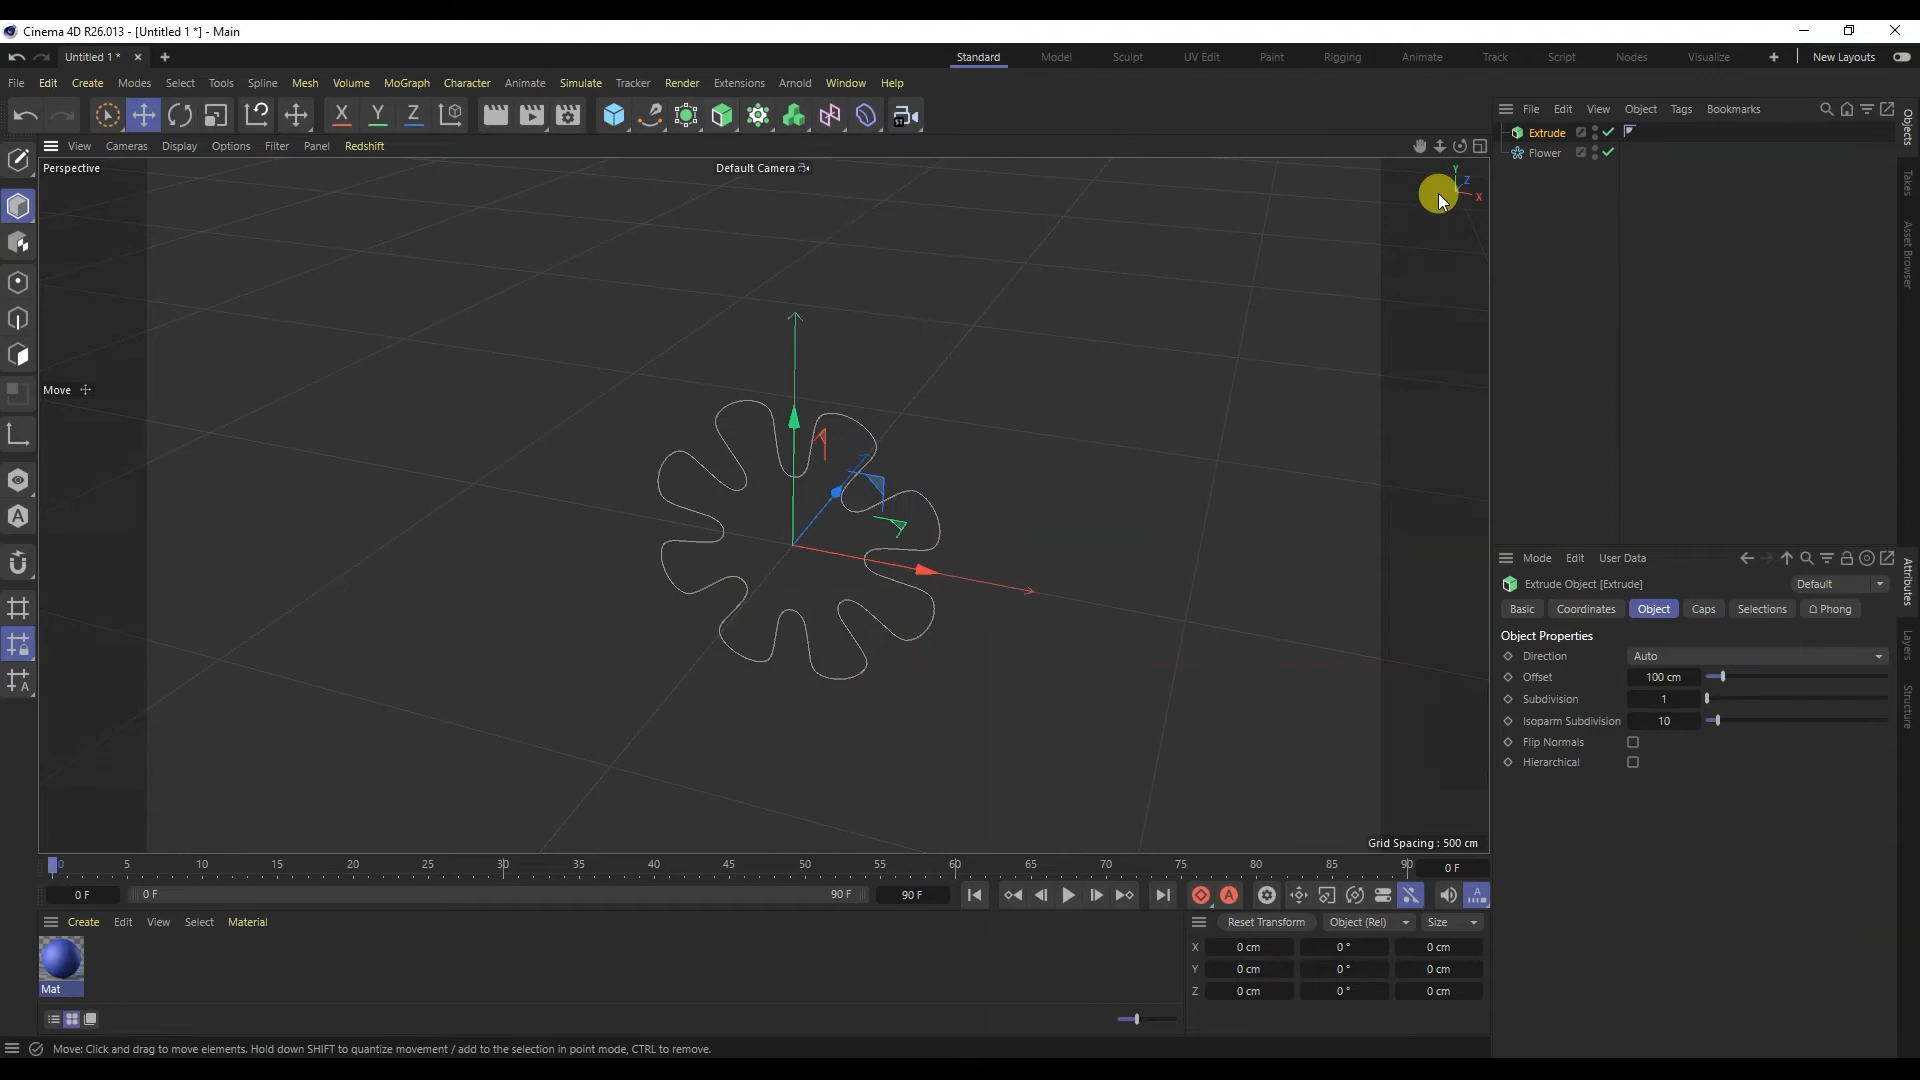 Cinema 4D R26.013 - [Untitled 1 *] - Main
Untitled 1 *
Standard Model Sculpt UV Edit Paint Rigging Animate Track Script Nodes Visualize New Layouts
File Edit Create Modes Select Tools Spline Mesh Volume MoGraph Character Animate Simulate Tracker Render Extensions Arnold Window Help
X Y Z
File Edit View Object Tags Bookmarks
Objects
Takes
Asset Browser
View Cameras Display Options Filter Panel Redshift
Extrude
Flower
Perspective
Default Camera
Y
Z
X
Move
Grid Spacing : 500 cm
Mode Edit User Data
Attributes
Layers
Structure
Extrude Object [Extrude]
Default
Basic Coordinates Object Caps Selections Phong
Object Properties
Direction Auto
Offset 100 cm
Subdivision 1
Isoparm Subdivision 10
Flip Normals
Hierarchical
0 5 10 15 20 25 30 35 40 45 50 55 60 65 70 75 80 85 90 0 F
0 F 0 F 90 F 90 F
Create Edit View Select Material
Mat
Reset Transform Object (Rel) Size
X 0 cm 0 ° 0 cm
Y 0 cm 0 ° 0 cm
Z 0 cm 0 ° 0 cm
Move: Click and drag to move elements. Hold down SHIFT to quantize movement / add to the selection in point mode, CTRL to remove.